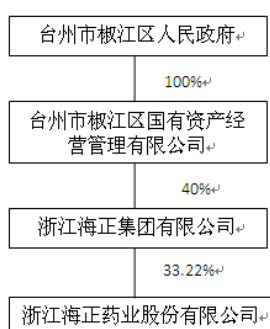 台州市椒江区人民政府
100%
台州市椒江区国有资产经
营管理有限公司
40%
浙江海正集团有限公司
33.22%
浙江海正药业股份有限公司